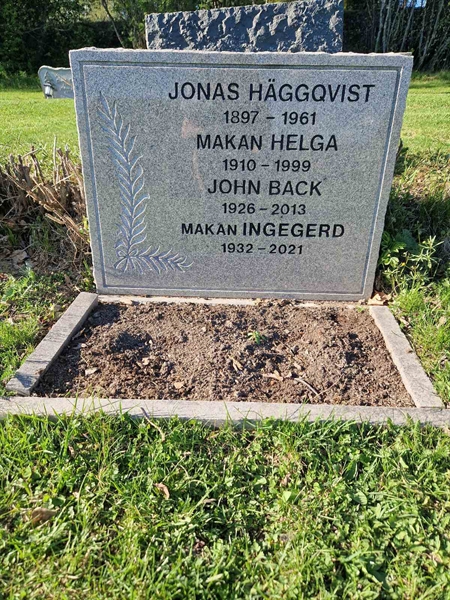 JONAS HÄGGQVIST
1897 – 1961
MAKAN HELGA
1910 – 1999
JOHN BACK
1926 – 2013
MAKAN INGEGERD
1932 – 2021